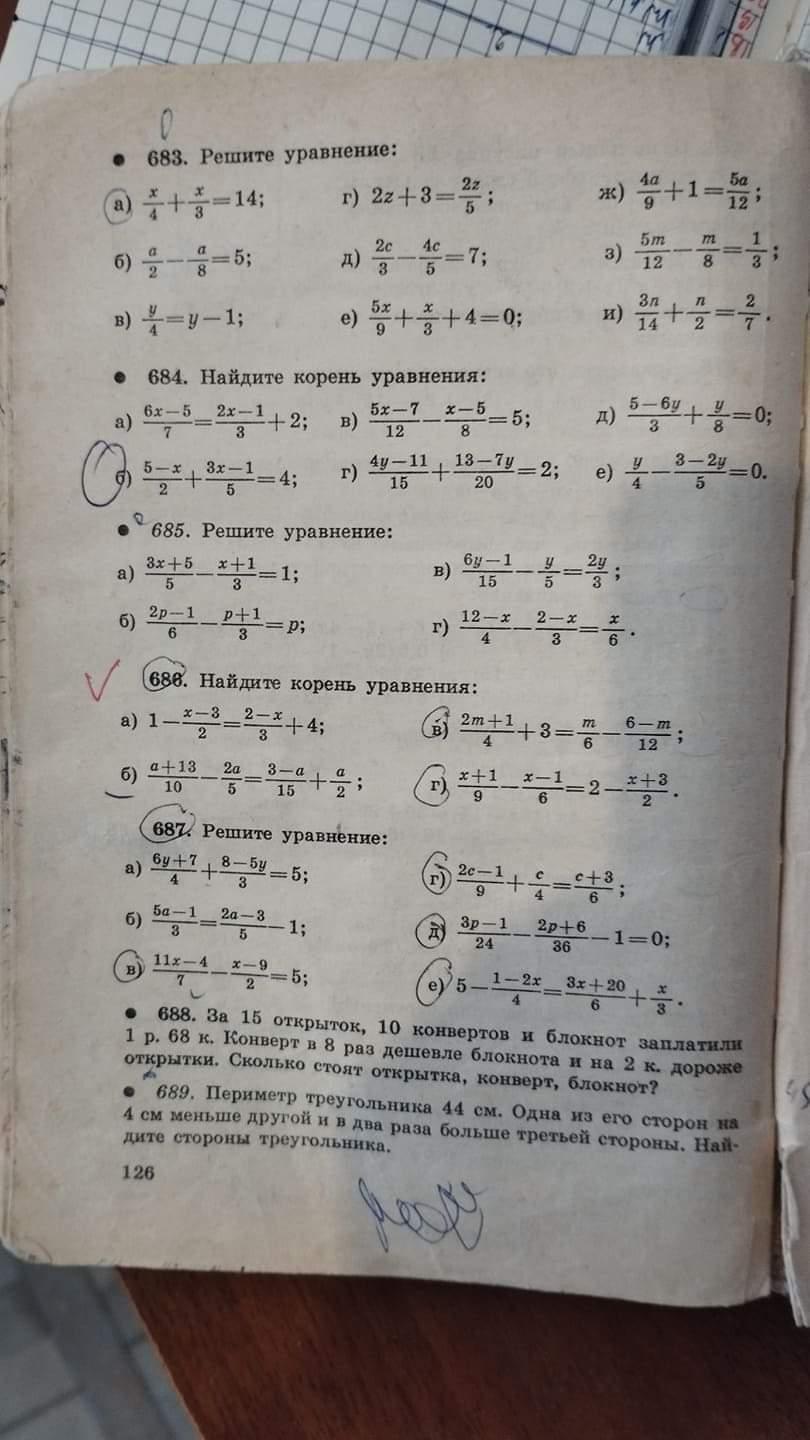 • 683. Решите уравнение:
а) x/4 + x/3 = 14; г) 2z + 3 = 2z/5; ж) 4a/9 + 1 = 5a/12;
б) a/2 − a/8 = 5; д) 2c/3 − 4c/5 = 7; з) 5m/12 − m/8 = 1/3;
в) y/4 = y − 1; е) 5x/9 + x/3 + 4 = 0; и) 3n/14 + n/2 = 2/7.
• 684. Найдите корень уравнения:
а) (6x − 5)/7 = (2x − 1)/3 + 2; в) (5x − 7)/12 − (x − 5)/8 = 5; д) (5 − 6y)/3 + y/8 = 0;
б) (5 − x)/2 + (3x − 1)/5 = 4; г) (4y − 11)/15 + (13 − 7y)/20 = 2; е) y/4 − (3 − 2y)/5 = 0.
• 685. Решите уравнение:
а) (3x + 5)/5 − (x + 1)/3 = 1; в) (6y − 1)/15 − y/5 = 2y/3;
б) (2p − 1)/6 − (p + 1)/3 = p; г) (12 − x)/4 − (2 − x)/3 = x/6.
686. Найдите корень уравнения:
а) 1 − (x − 3)/2 = (2 − x)/3 + 4; в) (2m + 1)/4 + 3 = m/6 − (6 − m)/12;
б) (a + 13)/10 − 2a/5 = (3 − a)/15 + a/2; г) (x + 1)/9 − (x − 1)/6 = 2 − (x + 3)/2.
687. Решите уравнение:
а) (6y + 7)/4 + (8 − 5y)/3 = 5; г) (2c − 1)/9 + c/4 = (c + 3)/6;
б) (5a − 1)/3 = (2a − 3)/5 − 1; д) (3p − 1)/24 − (2p + 6)/36 − 1 = 0;
в) (11x − 4)/7 − (x − 9)/2 = 5; е) 5 − (1 − 2x)/4 = (3x + 20)/6 + x/3.
• 688. За 15 открыток, 10 конвертов и блокнот заплатили
1 р. 68 к. Конверт в 8 раз дешевле блокнота и на 2 к. дороже
открытки. Сколько стоят открытка, конверт, блокнот?
• 689. Периметр треугольника 44 см. Одна из его сторон на
4 см меньше другой и в два раза больше третьей стороны. Най-
дите стороны треугольника.
126